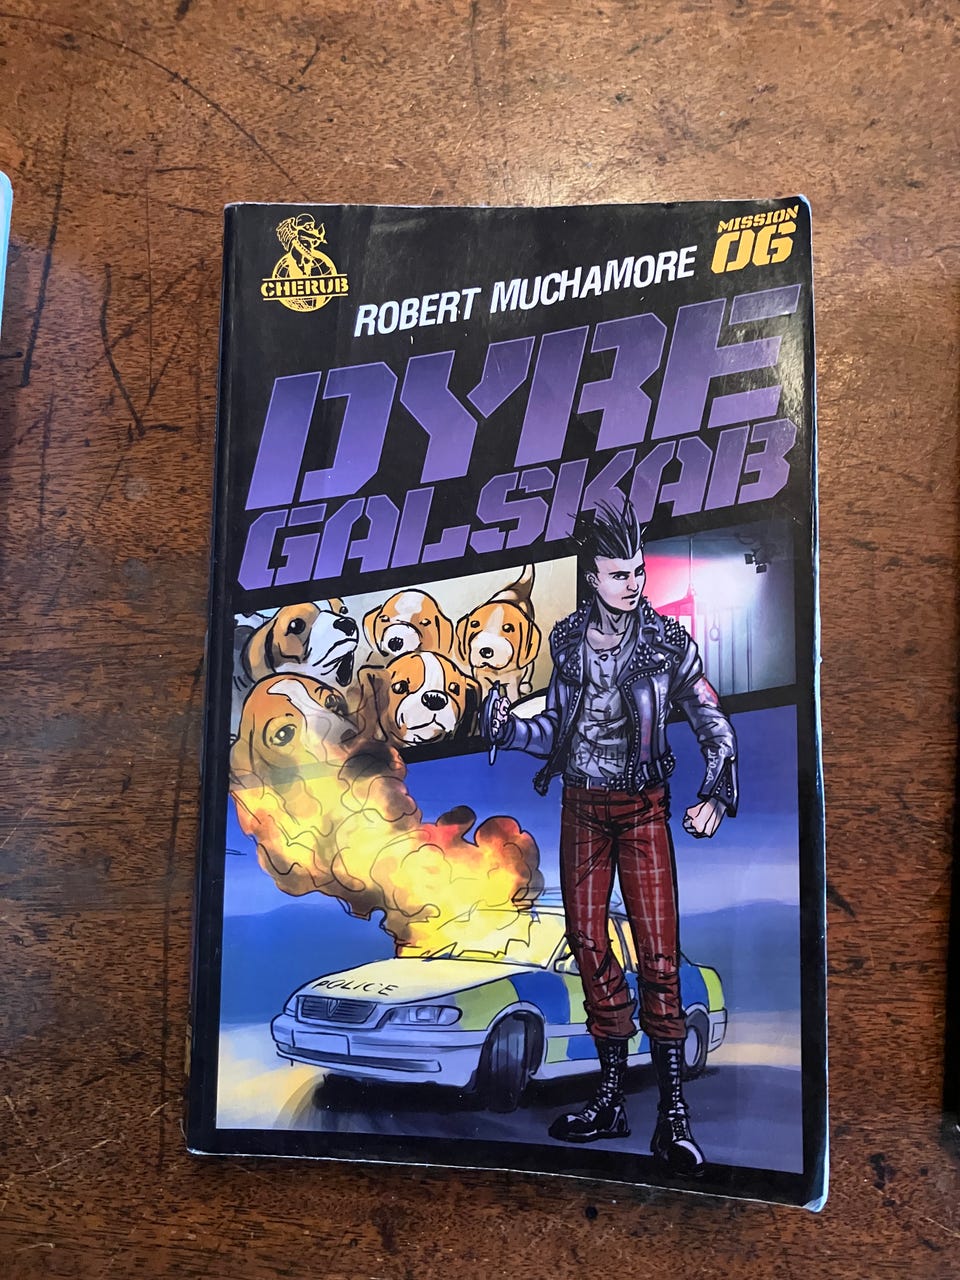 MISSION
06
CHERUB
ROBERT MUCHAMORE
DYRE
GALSKAB
POLICE